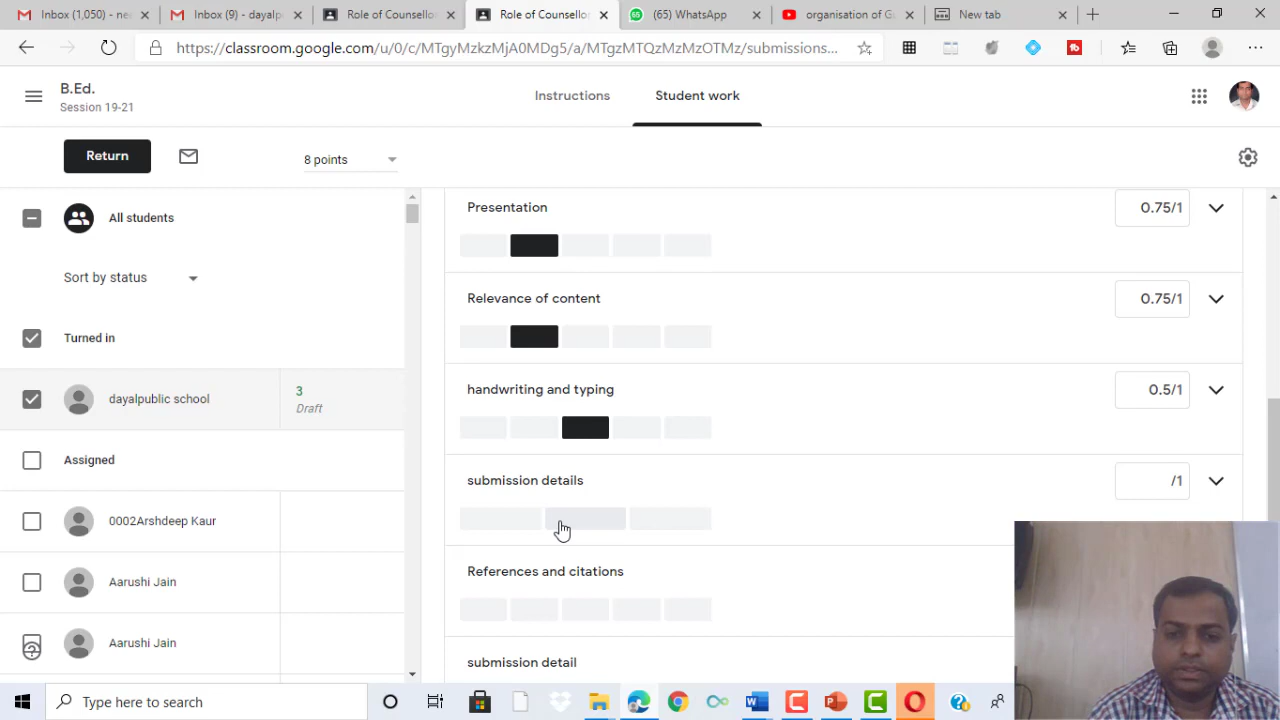 Inbox (1,050) - ne
Inbox (9) - dayalp
Role of Counsello
Role of Counsello
(65) WhatsApp
organisation of Gu
New tab
https://classroom.google.com/u/0/c/MTgyMzkzMjA0MDg5/a/MTgzMTQzMzMzOTMz/submissions...
B.Ed.
Session 19-21
Instructions
Student work
Return
8 points
All students
Sort by status
Turned in
dayalpublic school
3
Draft
Assigned
0002Arshdeep Kaur
Aarushi Jain
Aarushi Jain
Presentation
0.75/1
Relevance of content
0.75/1
handwriting and typing
0.5/1
submission details
/1
References and citations
submission detail
Type here to search